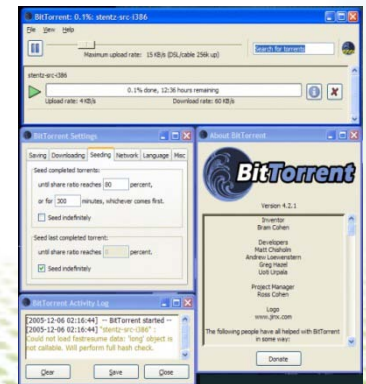 BitTorrent: 0.1%: stentz-src-i386
File View Help
Maximum upload rate: 15 KB/s (DSL/cable 256k up)
Search for torrents
stentz-src-i386
0.1% done, 12:36 hours remaining
Upload rate: 4 KB/s Download rate: 60 KB/s
BitTorrent Settings
Saving Downloading Seeding Network Language Misc
Seed completed torrents:
until share ratio reaches 80 percent,
or for 300 minutes, whichever comes first.
Seed indefinitely
Seed last completed torrent:
until share ratio reaches percent.
Seed indefinitely
About BitTorrent
BitTorrent
Version 4.2.1
Inventor
Bram Cohen
Developers
Matt Chisholm
Andrew Loewenstern
Greg Hazel
Uoti Urpala
Project Manager
Ross Cohen
Logo
www.jmx.com
The following people have all helped with BitTorrent
in some way:
Donate
BitTorrent Activity Log
[2005-12-06 02:16:44] -- BitTorrent started --
[2005-12-06 02:16:44] "stentz-src-i386" :
Could not load fastresume data: 'long' object is
not callable. Will perform full hash check.
Clear Save Close